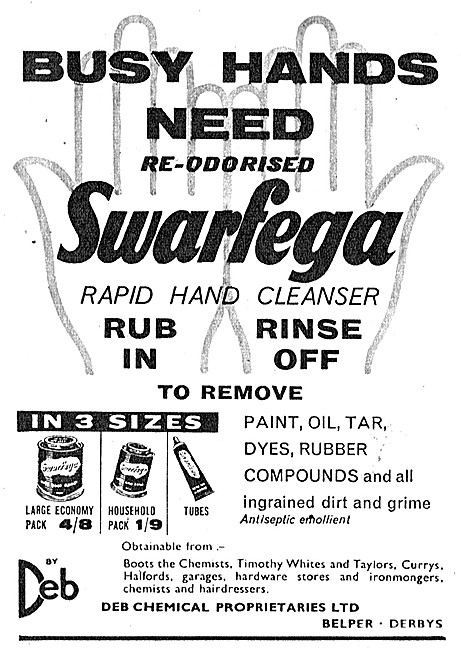 BUSY HANDS
NEED
RE-ODORISED
Swarfega
RAPID HAND CLEANSER
RUB RINSE
IN OFF
TO REMOVE
IN 3 SIZES
Swarfega
Swarfega
LARGE ECONOMY
PACK 4/8
HOUSEHOLD
PACK 1/9
TUBES
PAINT, OIL, TAR,
DYES, RUBBER
COMPOUNDS and all
ingrained dirt and grime
Antiseptic emollient
BY
Deb
Obtainable from :-
Boots the Chemists, Timothy Whites and Taylors, Currys,
Halfords, garages, hardware stores and ironmongers,
chemists and hairdressers.
DEB CHEMICAL PROPRIETARIES LTD
BELPER · DERBYS